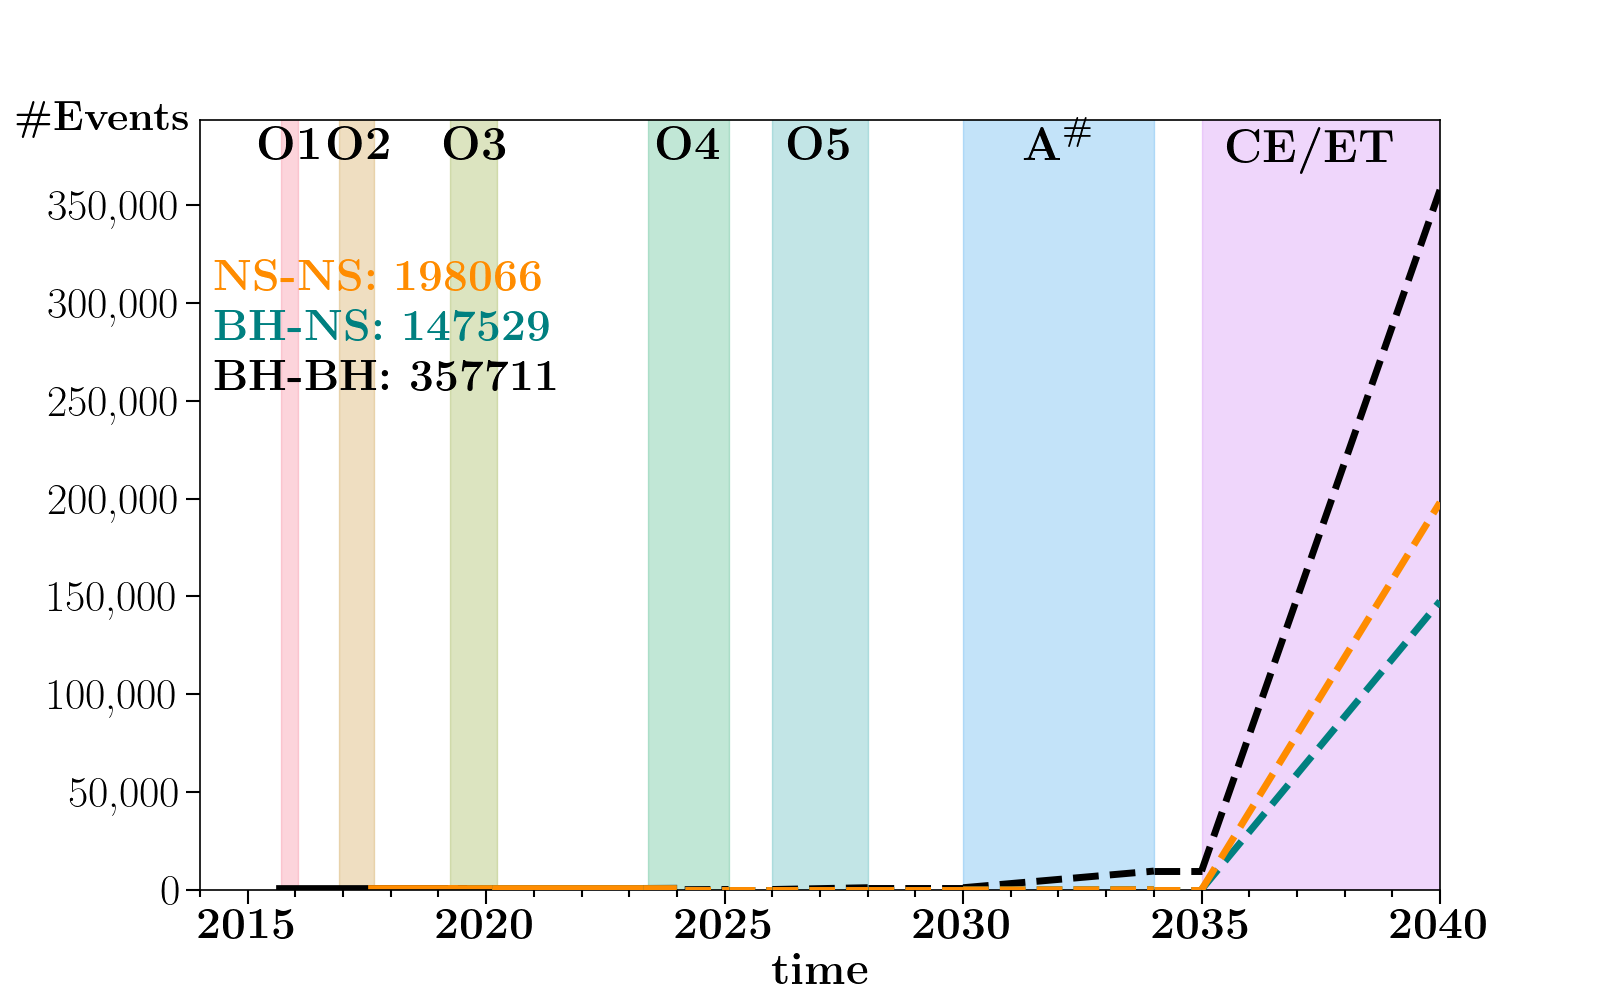 #Events
O1 O2 O3 O4 O5 A# CE/ET
350,000
300,000
250,000
200,000
150,000
100,000
50,000
0
NS-NS: 198066
BH-NS: 147529
BH-BH: 357711
2015 2020 2025 2030 2035 2040
time